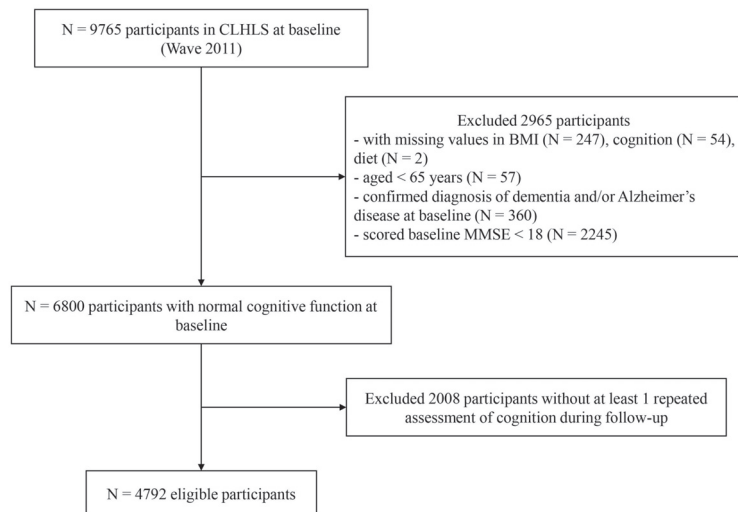 N = 9765 participants in CLHLS at baseline
(Wave 2011)
Excluded 2965 participants
- with missing values in BMI (N = 247), cognition (N = 54),
diet (N = 2)
- aged < 65 years (N = 57)
- confirmed diagnosis of dementia and/or Alzheimer's
disease at baseline (N = 360)
- scored baseline MMSE < 18 (N = 2245)
N = 6800 participants with normal cognitive function at
baseline
Excluded 2008 participants without at least 1 repeated
assessment of cognition during follow-up
N = 4792 eligible participants